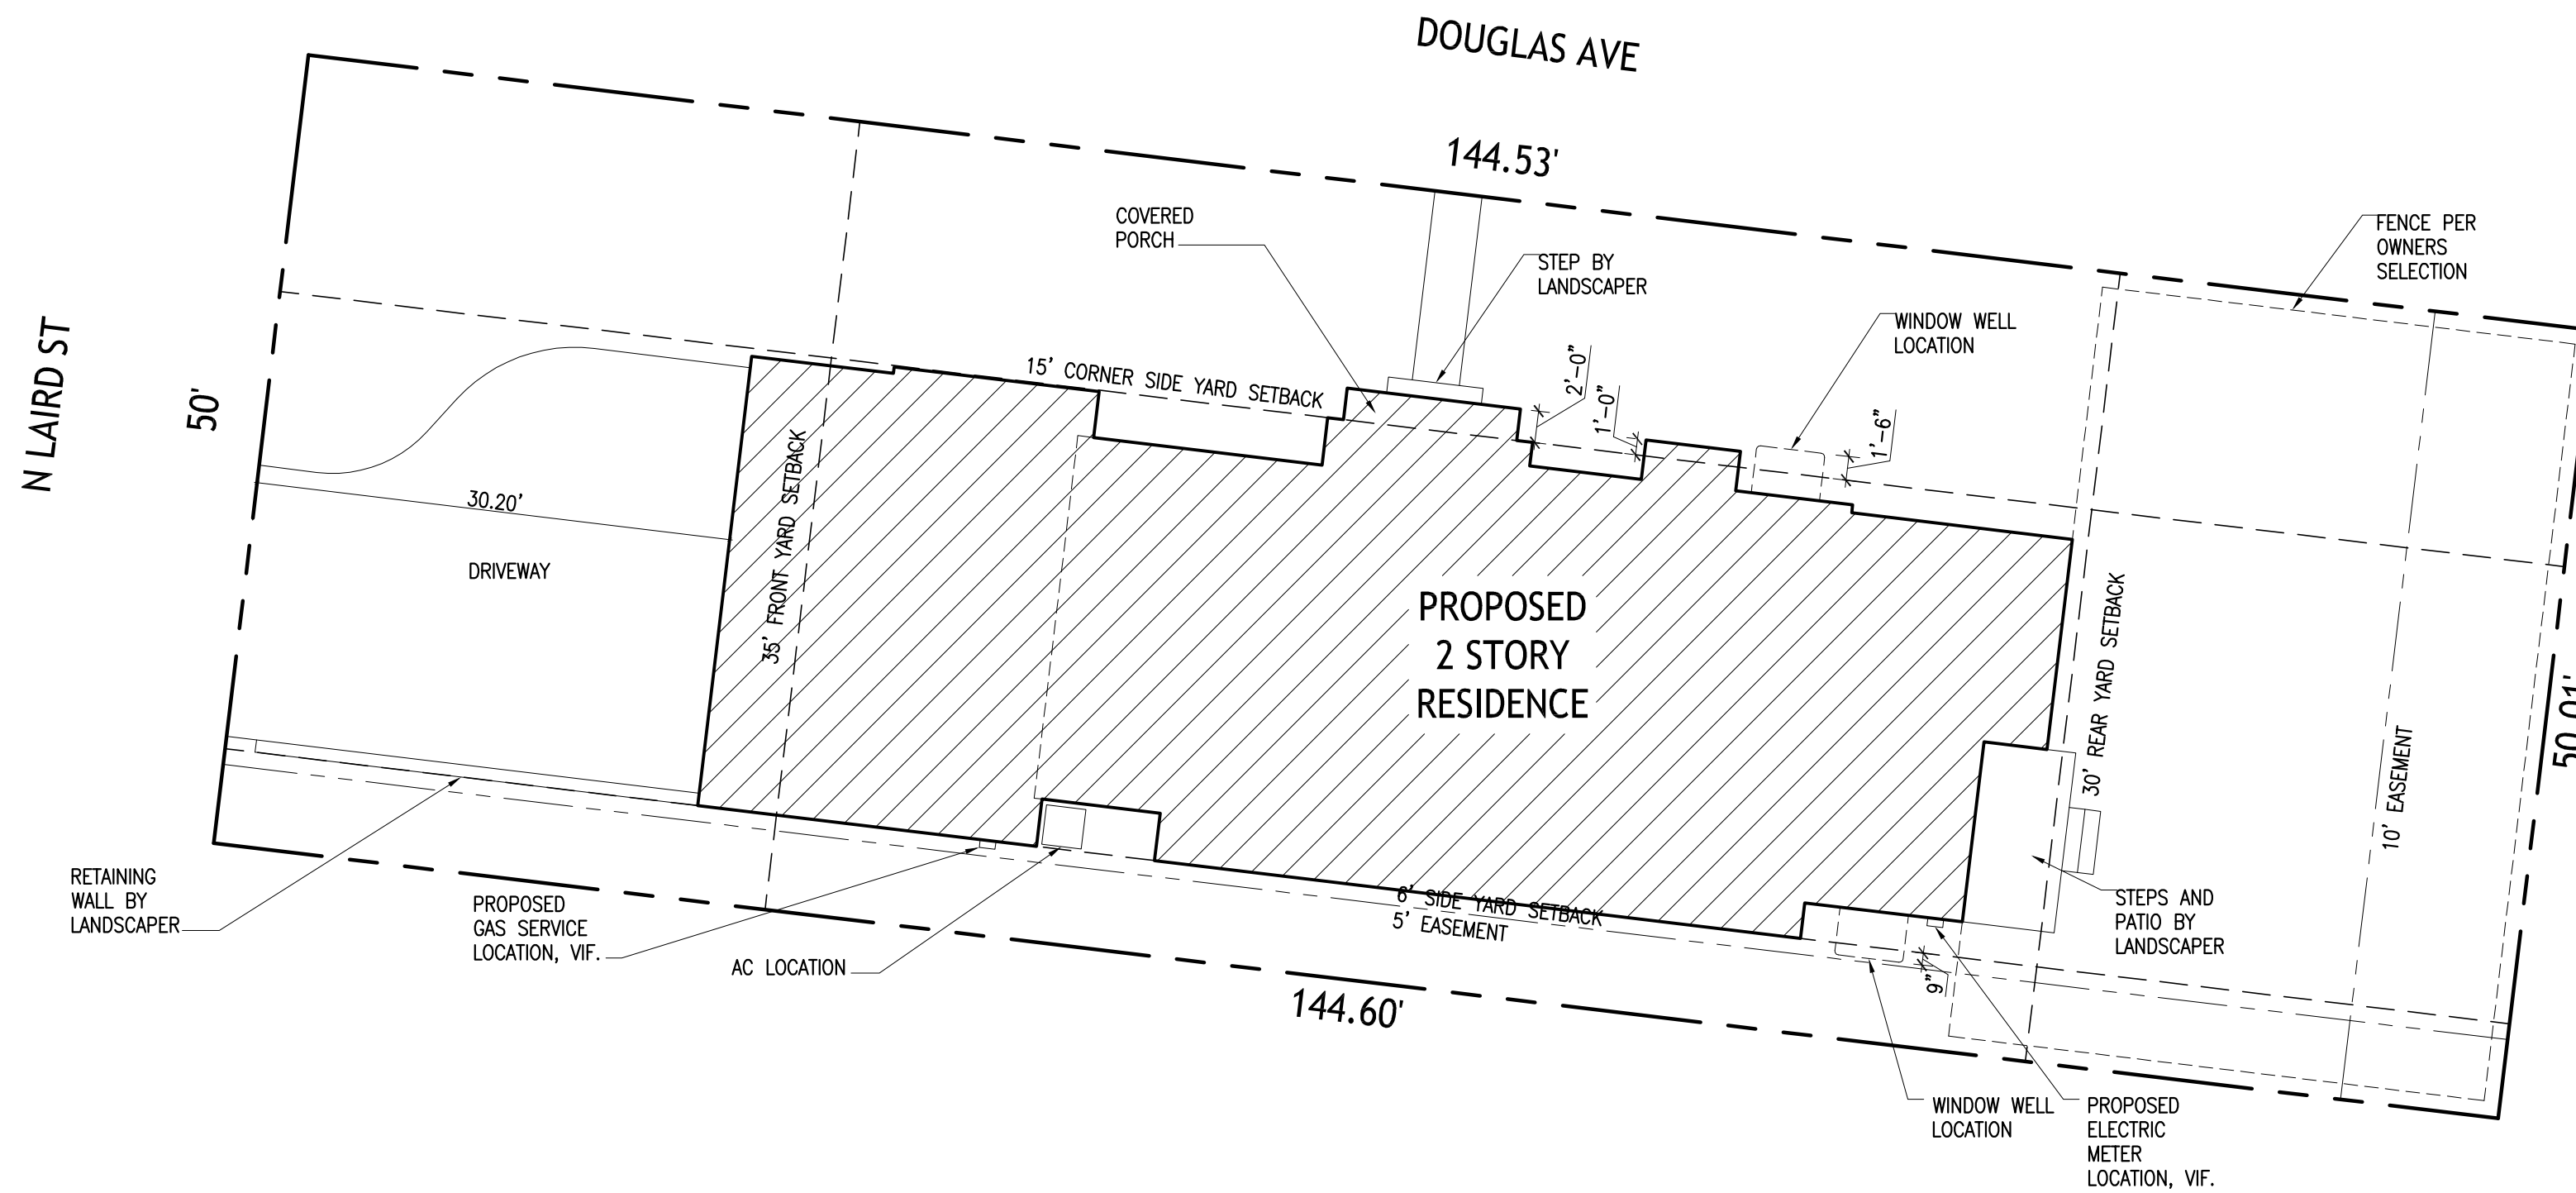 DOUGLAS AVE
144.53'
COVERED
PORCH
STEP BY
LANDSCAPER
FENCE PER
OWNERS
SELECTION
WINDOW WELL
LOCATION
N LAIRD ST
50'
15' CORNER SIDE YARD SETBACK
2'-0"
1'-0"
1'-6"
30.20'
DRIVEWAY
35' FRONT YARD SETBACK
PROPOSED
2 STORY
RESIDENCE
30' REAR YARD SETBACK
10' EASEMENT
50.01'
RETAINING
WALL BY
LANDSCAPER
PROPOSED
GAS SERVICE
LOCATION, VIF.
AC LOCATION
6' SIDE YARD SETBACK
5' EASEMENT
144.60'
9"
STEPS AND
PATIO BY
LANDSCAPER
WINDOW WELL
LOCATION
PROPOSED
ELECTRIC
METER
LOCATION, VIF.